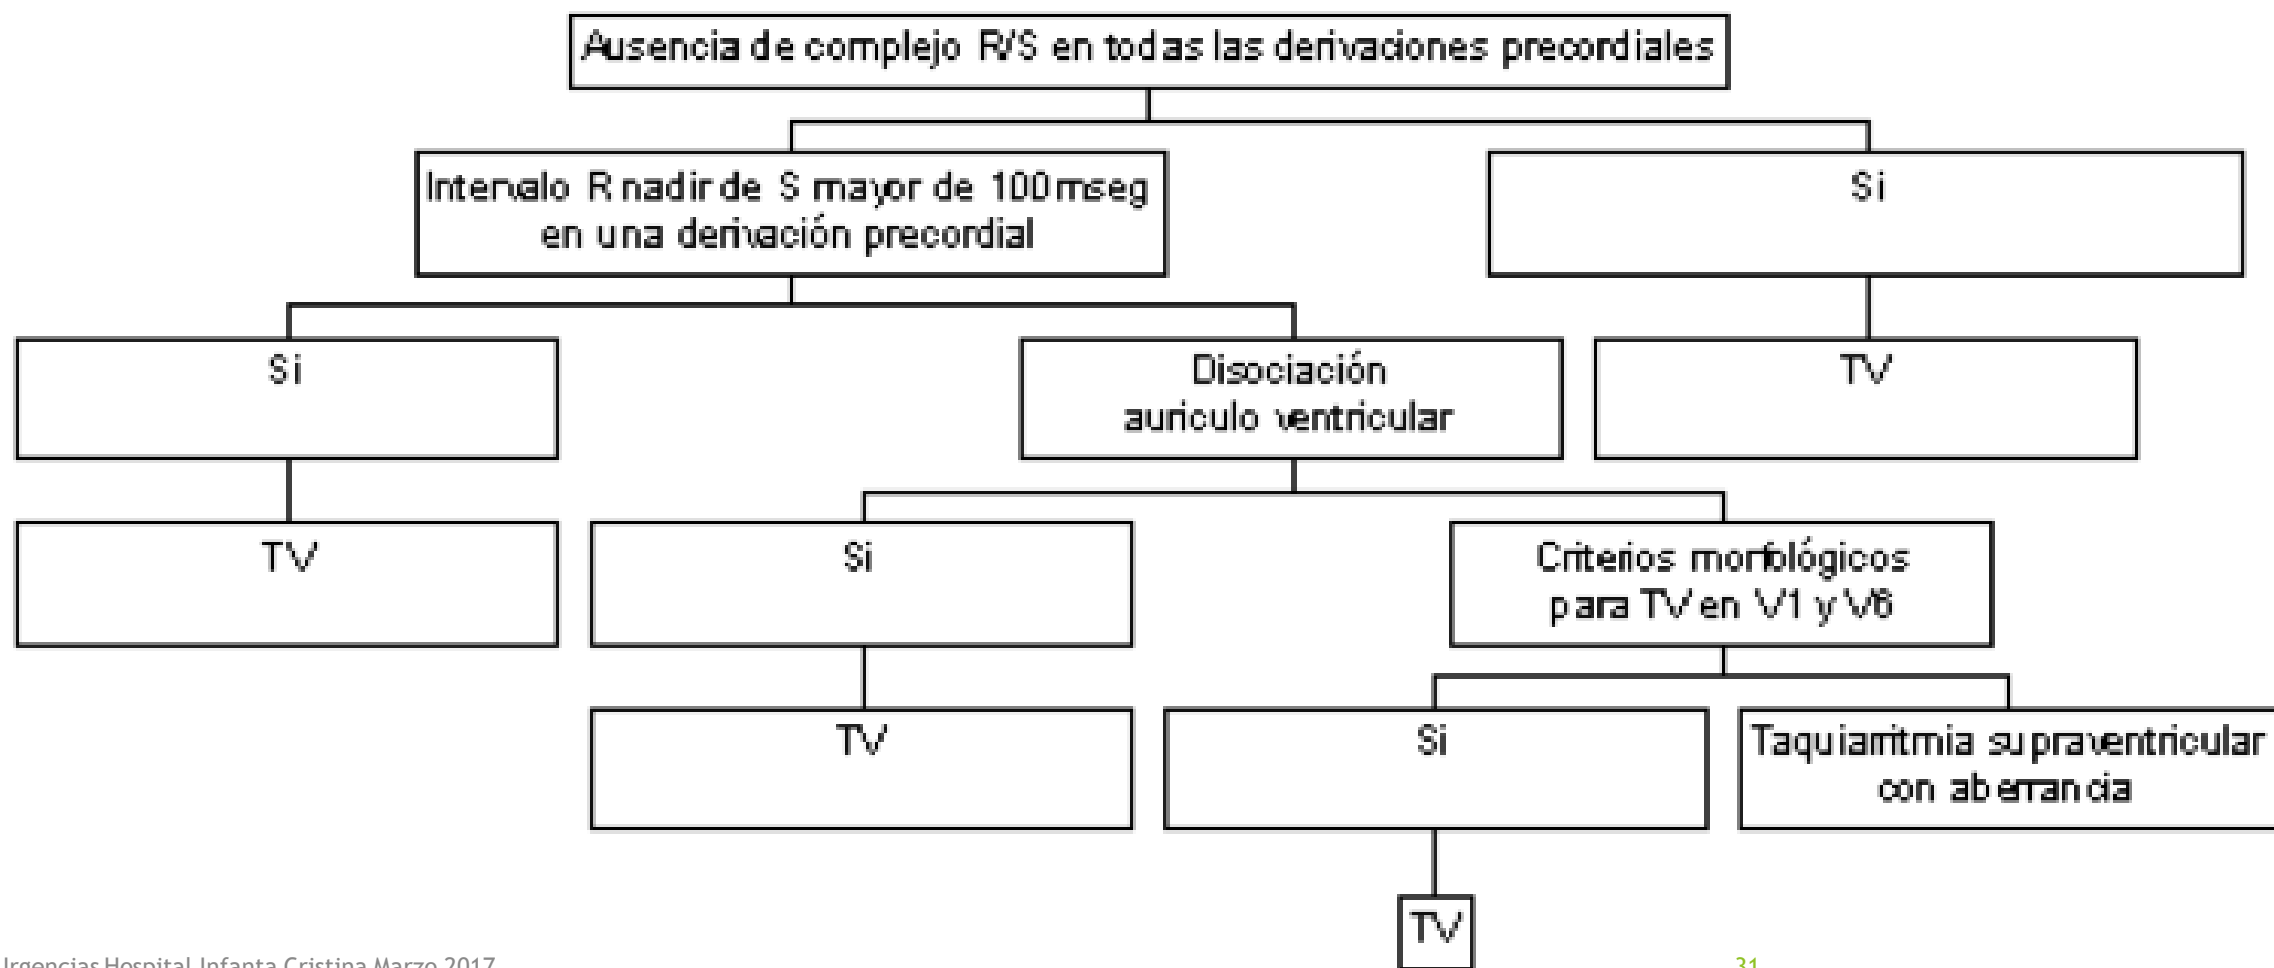 Ausencia de complejo R/S en todas las derivaciones precordiales
Intervalo R nadir de S mayor de 100 mseg
en una derivación precordial
Si
Si
Disociación
auriculo ventricular
TV
TV
Si
Criterios morfológicos
para TV en V1 y V6
TV
Si
Taquiarritmia supraventricular
con aberrancia
TV
Urgencias Hospital Infanta Cristina Marzo 2017
31